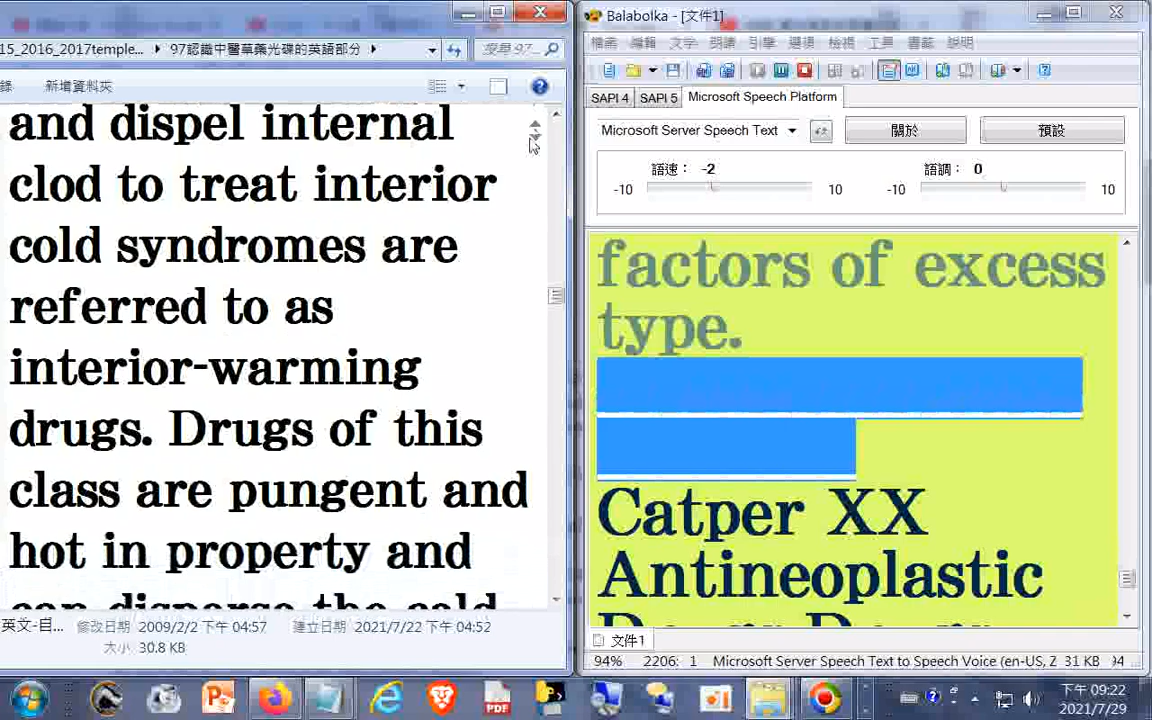 15_2016_2017temple... 97認識中醫草藥光碟的英語部分
搜尋 97...
新增資料夾
and dispel internal
clod to treat interior
cold syndromes are
referred to as
interior-warming
drugs. Drugs of this
class are pungent and
hot in property and
can disperse the cold
英文-自... 修改日期 2009/2/2 下午 04:57 建立日期 2021/7/22 下午 04:52
大小 30.8 KB
Balabolka - [文件1]
檔案 編輯 文字 朗讀 引擎 選項 檢視 工具 書籤 說明
SAPI 4 SAPI 5 Microsoft Speech Platform
Microsoft Server Speech Text 關於 預設
語速： -2 語調： 0
-10 10 -10 10
factors of excess
type.
Catper XX
Antineoplastic
文件1
94% 2206: 1 Microsoft Server Speech Text to Speech Voice (en-US, Z 31 KB
下午 09:22
2021/7/29